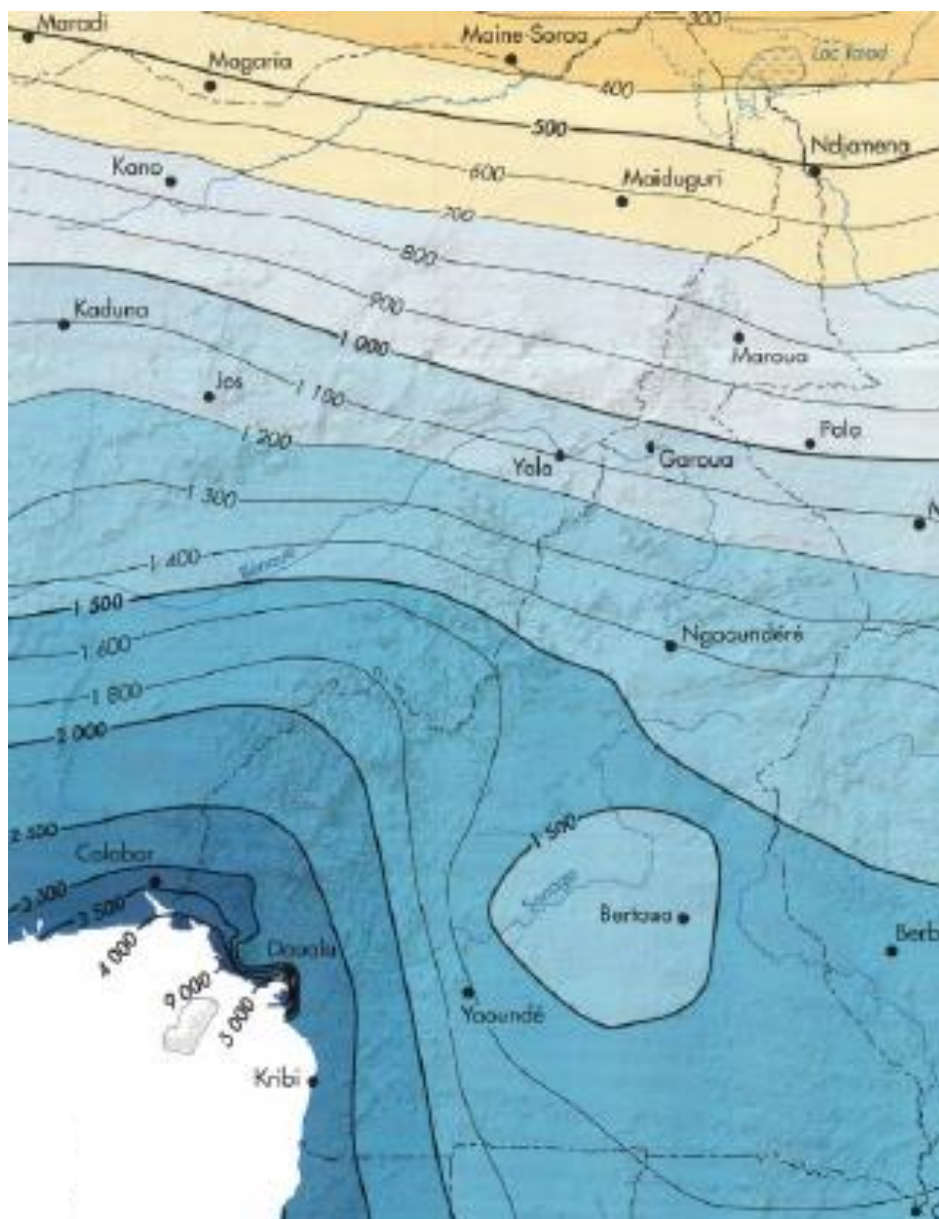 300
Maradi
Maine-Soroa
Lac Tchad
Magaria
400
500
Ndjamena
Kano
600
Maiduguri
700
800
900
Kaduna
1 000
Maroua
Jos
1 100
1 200
Yola
Garoua
Pala
1 300
1 400
Bénoué
1 500
1 600
Ngaoundéré
1 800
2 000
2 500
1 500
Calabar
Sanaga
Bertoua
3 500
4 000
Douala
9 000
5 000
Yaoundé
Kribi
Berb